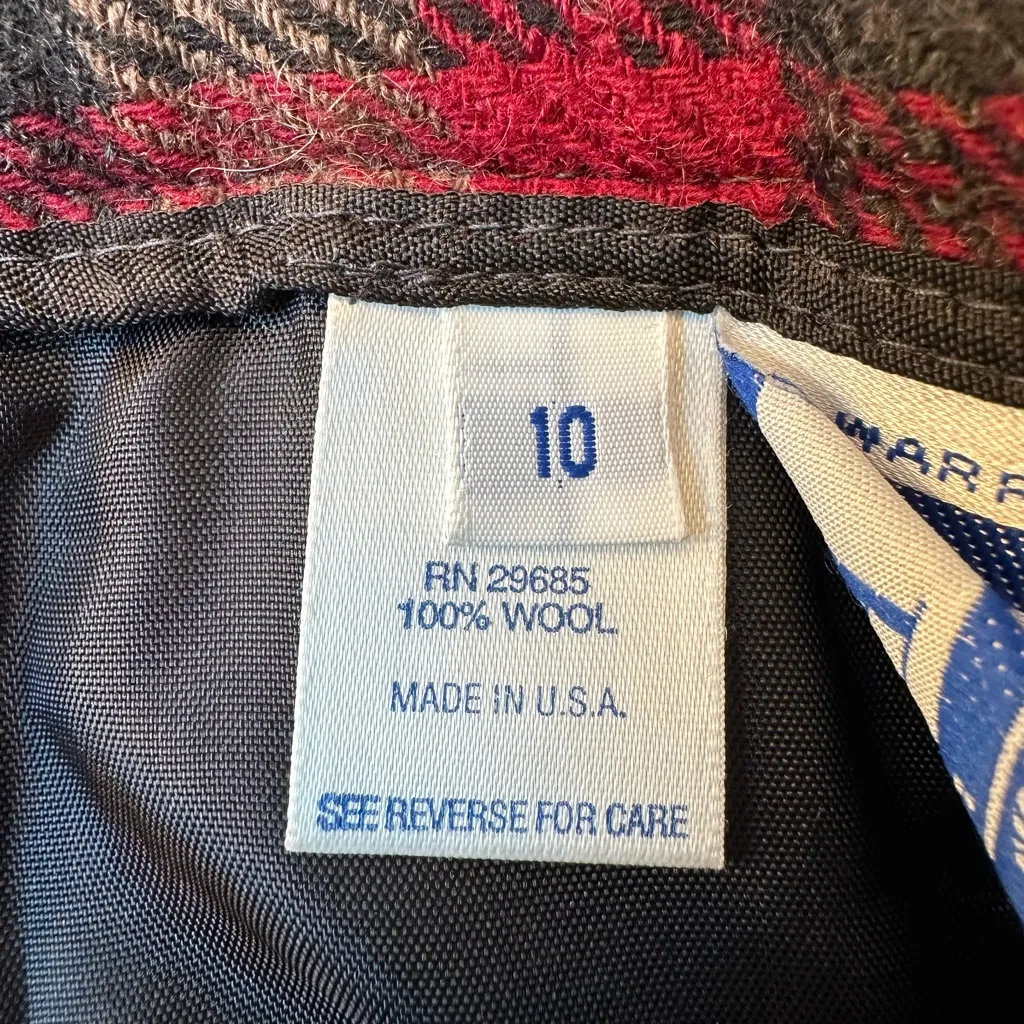 10
RN 29685
100% WOOL
MADE IN U.S.A.
SEE REVERSE FOR CARE